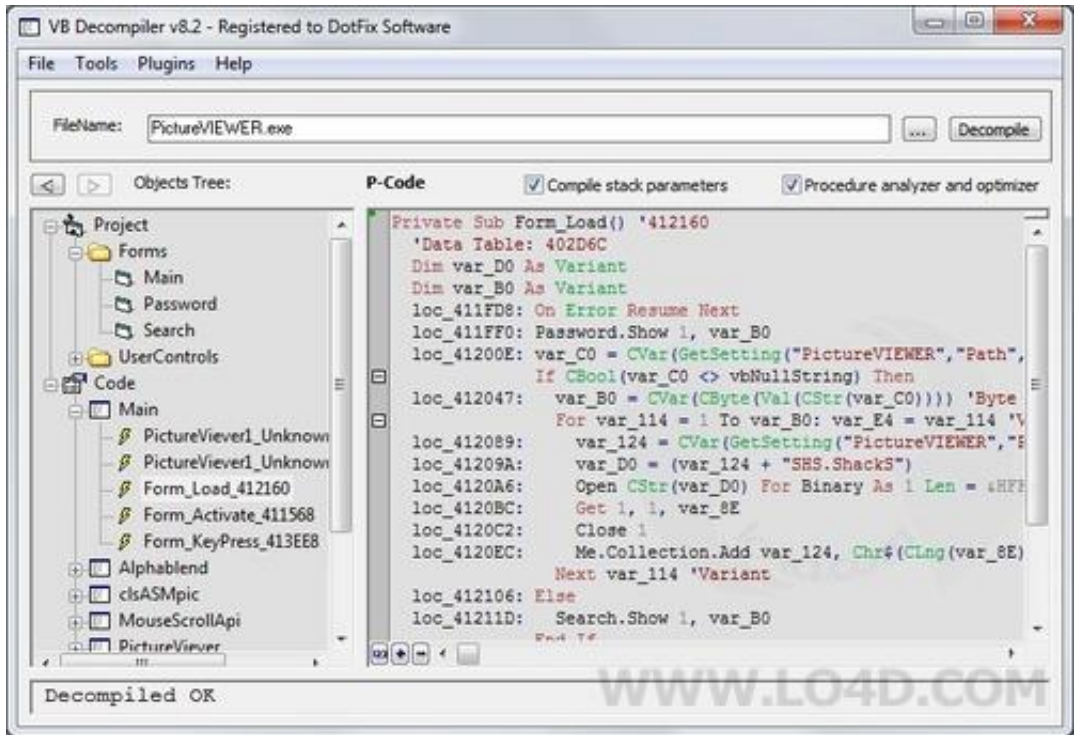 VB Decompiler v8.2 - Registered to DotFix Software
File Tools Plugins Help
FileName: PictureVIEWER.exe ... Decompile
Objects Tree: P-Code Compile stack parameters Procedure analyzer and optimizer
Project
Forms
Main
Password
Search
UserControls
Code
Main
PictureViever1_Unknown
PictureViever1_Unknown
Form_Load_412160
Form_Activate_411568
Form_KeyPress_413EE8
Alphablend
clsASMpic
MouseScrollApi
PictureViever
Private Sub Form_Load() '412160
'Data Table: 402D6C
Dim var_D0 As Variant
Dim var_B0 As Variant
loc_411FD8: On Error Resume Next
loc_411FF0: Password.Show 1, var_B0
loc_41200E: var_C0 = CVar(GetSetting("PictureVIEWER","Path",
If CBool(var_C0 <> vbNullString) Then
loc_412047: var_B0 = CVar(CByte(Val(CStr(var_C0)))) 'Byte
For var_114 = 1 To var_B0: var_E4 = var_114 'V
loc_412089: var_124 = CVar(GetSetting("PictureVIEWER","
loc_41209A: var_D0 = (var_124 + "SHS.ShackS")
loc_4120A6: Open CStr(var_D0) For Binary As 1 Len = &HFF
loc_4120BC: Get 1, 1, var_8E
loc_4120C2: Close 1
loc_4120EC: Me.Collection.Add var_124, Chr$(CLng(var_8E)
Next var_114 'Variant
loc_412106: Else
loc_41211D: Search.Show 1, var_B0
End If
Decompiled OK
WWW.LO4D.COM